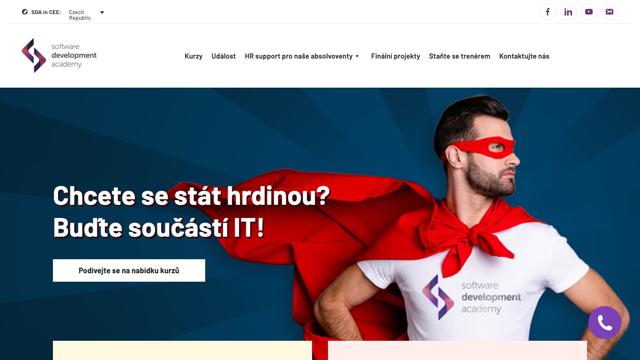 SDA in CEE:
Czech
Republic
software
development
academy
Kurzy
Událost
HR support pro naše absolvoventy
Finální projekty
Staňte se trenérem
Kontaktujte nás
Chcete se stát hrdinou?
Buďte součástí IT!
Podívejte se na nabídku kurzů
software
development
academy